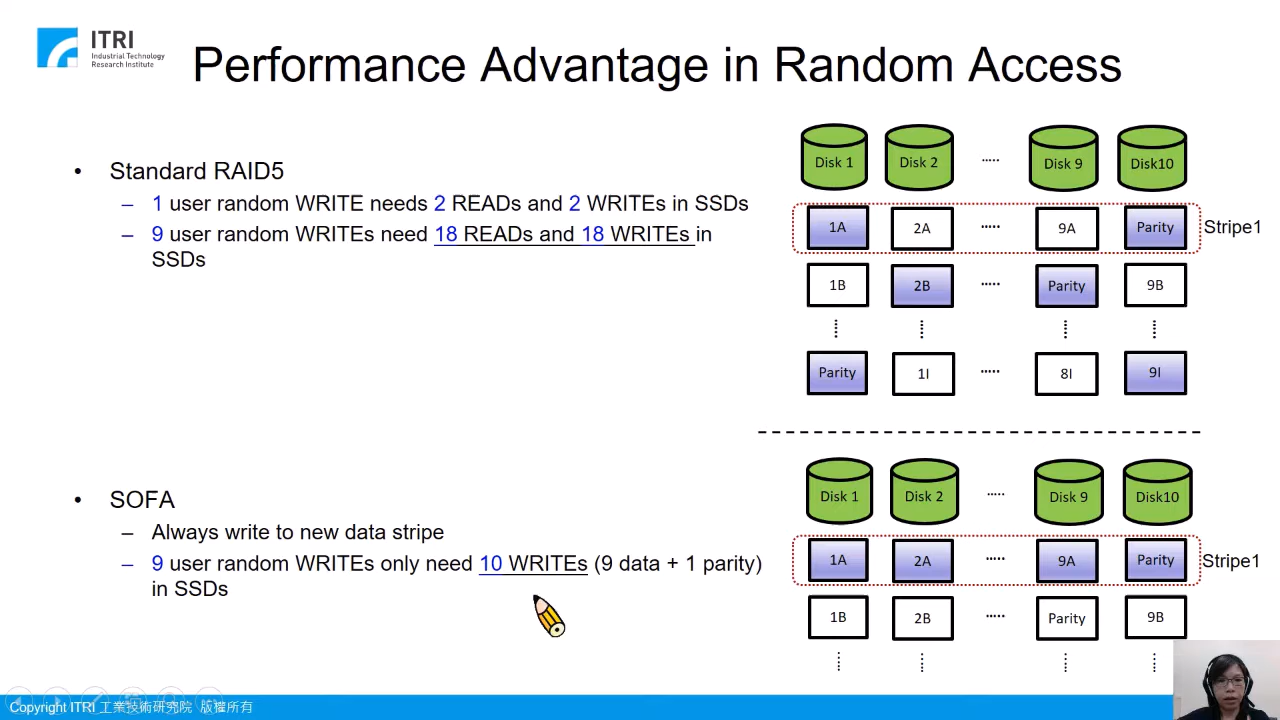 ITRI
Industrial Technology
Research Institute
Performance Advantage in Random Access
• Standard RAID5
– 1 user random WRITE needs 2 READs and 2 WRITEs in SSDs
– 9 user random WRITEs need 18 READs and 18 WRITEs in
SSDs
Disk 1 Disk 2 ..... Disk 9 Disk10
1A 2A ..... 9A Parity Stripe1
1B 2B ..... Parity 9B
Parity 1I ..... 8I 9I
• SOFA
– Always write to new data stripe
– 9 user random WRITEs only need 10 WRITEs (9 data + 1 parity)
in SSDs
Disk 1 Disk 2 ..... Disk 9 Disk10
1A 2A ..... 9A Parity Stripe1
1B 2B ..... Parity 9B
Copyright ITRI 工業技術研究院 版權所有